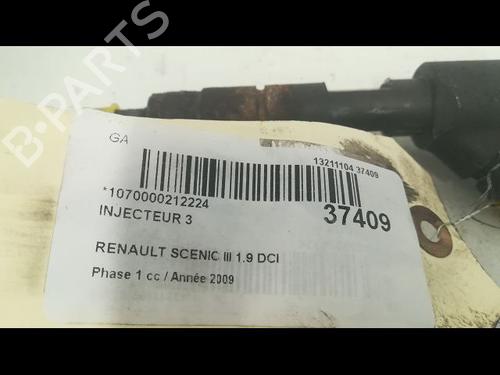 B-PARTS
GA
13211104 37409
*1070000212224
37409
INJECTEUR 3
RENAULT SCENIC III 1.9 DCI
Phase 1 cc / Année 2009